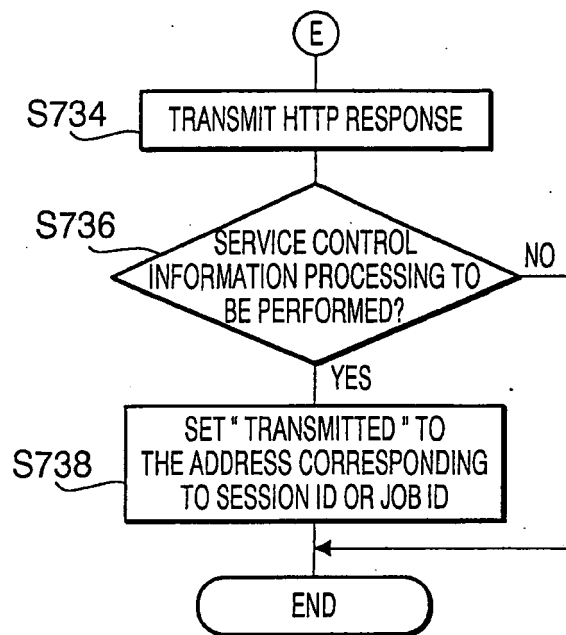 E
S734
TRANSMIT HTTP RESPONSE
S736
SERVICE CONTROL
INFORMATION PROCESSING TO
BE PERFORMED?
NO
YES
S738
SET " TRANSMITTED " TO
THE ADDRESS CORRESPONDING
TO SESSION ID OR JOB ID
END